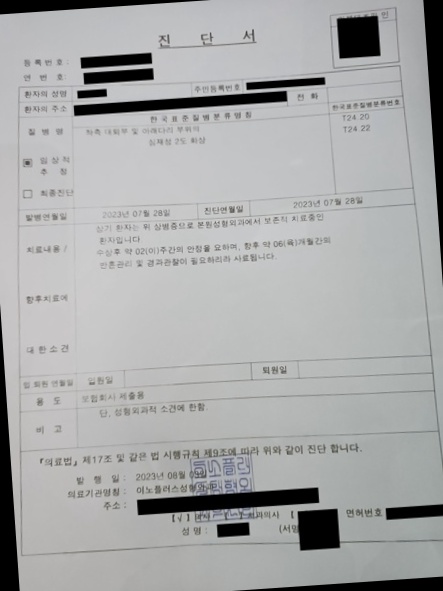 진 단 서
등 록 번 호 :
연 번 호:
환자의 성명 주민등록번호
환자의 주소 전 화
한 국 표 준 질 병 분 류 명 칭 한국표준질병분류번호
질 병 명 좌측 대퇴부 및 아래다리 부위의 T24.20
심재성 2도 화상 T24.22
임 상 적
추 정
최종진단
발병연월일 2023년 07월 28일 진단연월일 2023년 07월 28일
치료내용 / 상기 환자는 위 상병증으로 본원성형외과에서 보존적 치료중인
환자입니다
수상후 약 02(이)주간의 안정을 요하며, 향후 약 06(육)개월간의
반흔관리 및 경과관찰이 필요하리라 사료됩니다.
향후치료에
대 한 소 견
입·퇴원 연월일 입원일 퇴원일
용 도 보험회사 제출용
비 고 단, 성형외과적 소견에 한함.
『의료법』 제17조 및 같은 법 시행규칙 제9조에 따라 위와 같이 진단 합니다.
발 행 일 : 2023년 08월
의료기관명칭 : 이노플러스성형
주소 :
[√] [ ] 치과의사 [ 면허번호
성 명 : (서명